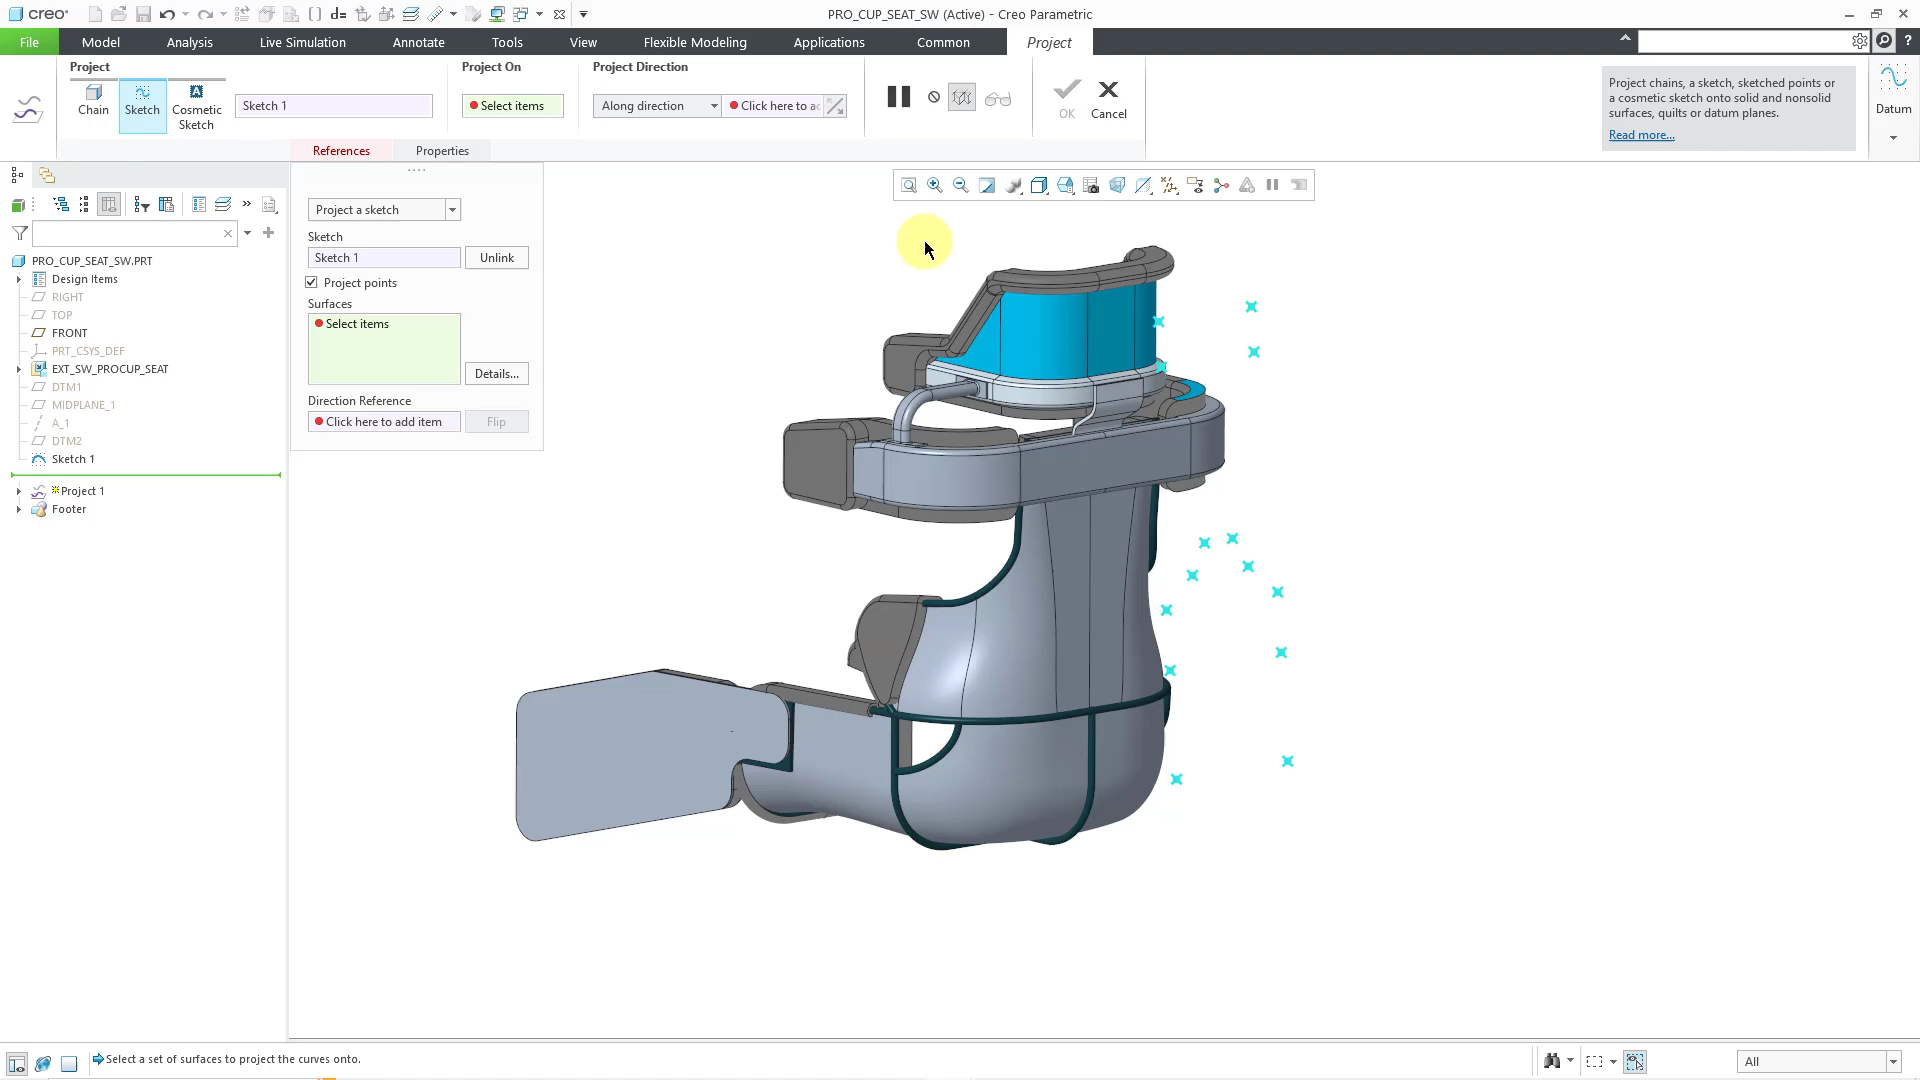 creo
d=
PRO_CUP_SEAT_SW (Active) - Creo Parametric
File
Model
Analysis
Live Simulation
Annotate
Tools
View
Flexible Modeling
Applications
Common
Project
?
Project
Project On
Project Direction
Chain
Sketch
Cosmetic
Sketch
Sketch 1
Select items
Along direction
Click here to ac
OK
Cancel
Project chains, a sketch, sketched points or
a cosmetic sketch onto solid and nonsolid
surfaces, quilts or datum planes.
Read more...
Datum
References
Properties
Project a sketch
Sketch
Sketch 1
Unlink
Project points
Surfaces
Select items
Details...
Direction Reference
Click here to add item
Flip
PRO_CUP_SEAT_SW.PRT
Design Items
RIGHT
TOP
FRONT
PRT_CSYS_DEF
EXT_SW_PROCUP_SEAT
DTM1
MIDPLANE_1
A_1
DTM2
Sketch 1
Project 1
Footer
Select a set of surfaces to project the curves onto.
All